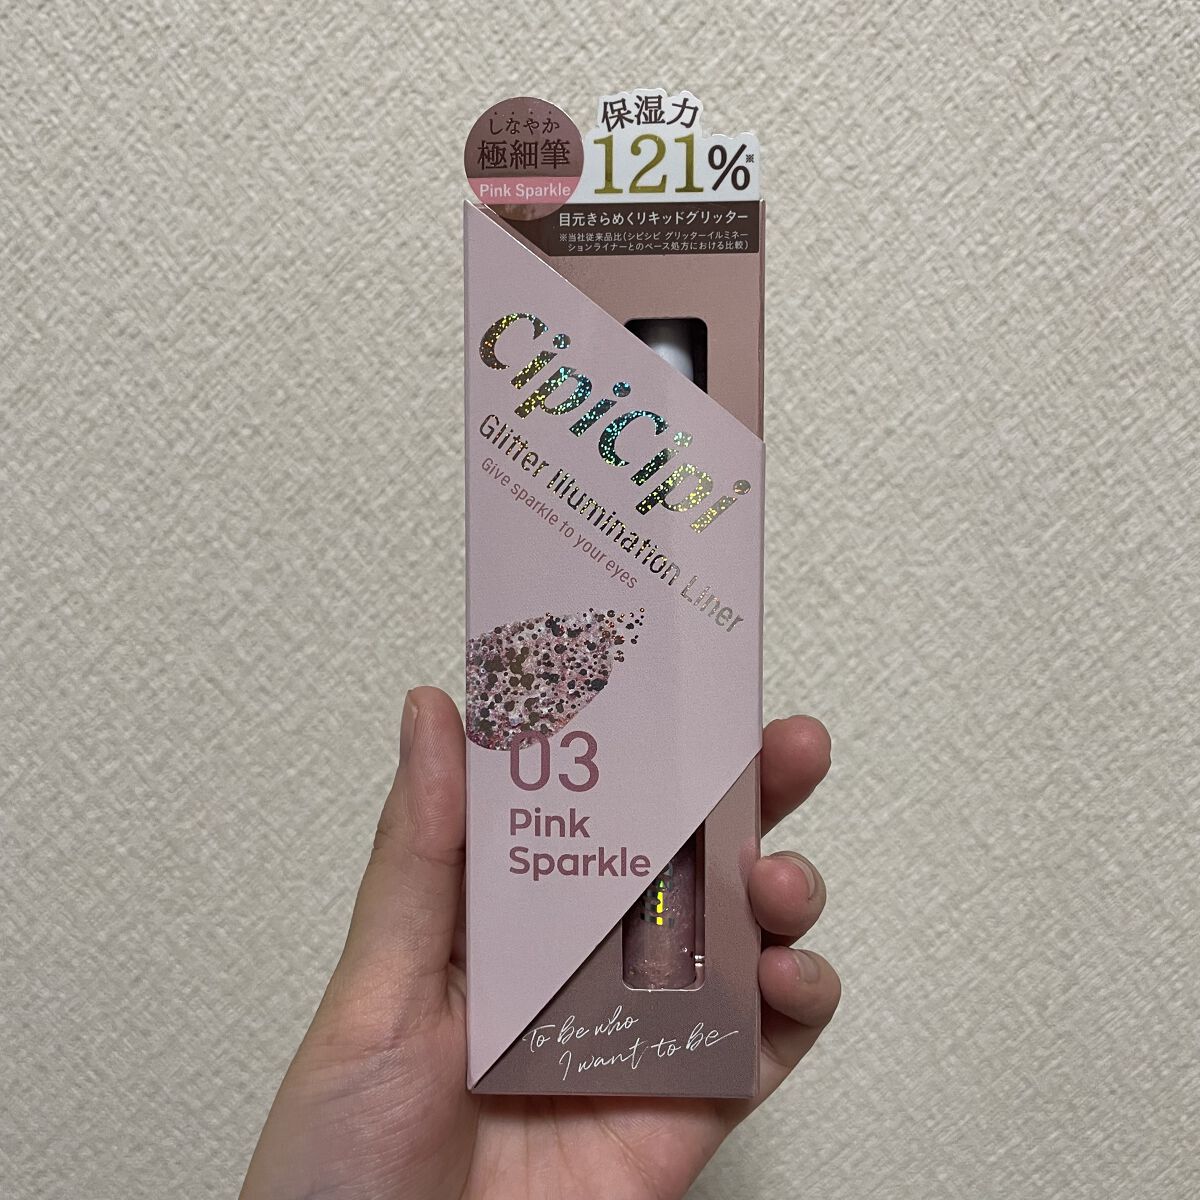 しなやか
極細筆
Pink Sparkle
保湿力
121%※
目元きらめくリキッドグリッター
※当社従来品比(シピシピ グリッターイルミネー
ションライナーとのベース処方における比較)
CipiCipi
Glitter Illumination Liner
Give sparkle to your eyes
03
Pink
Sparkle
To be who
I want to be